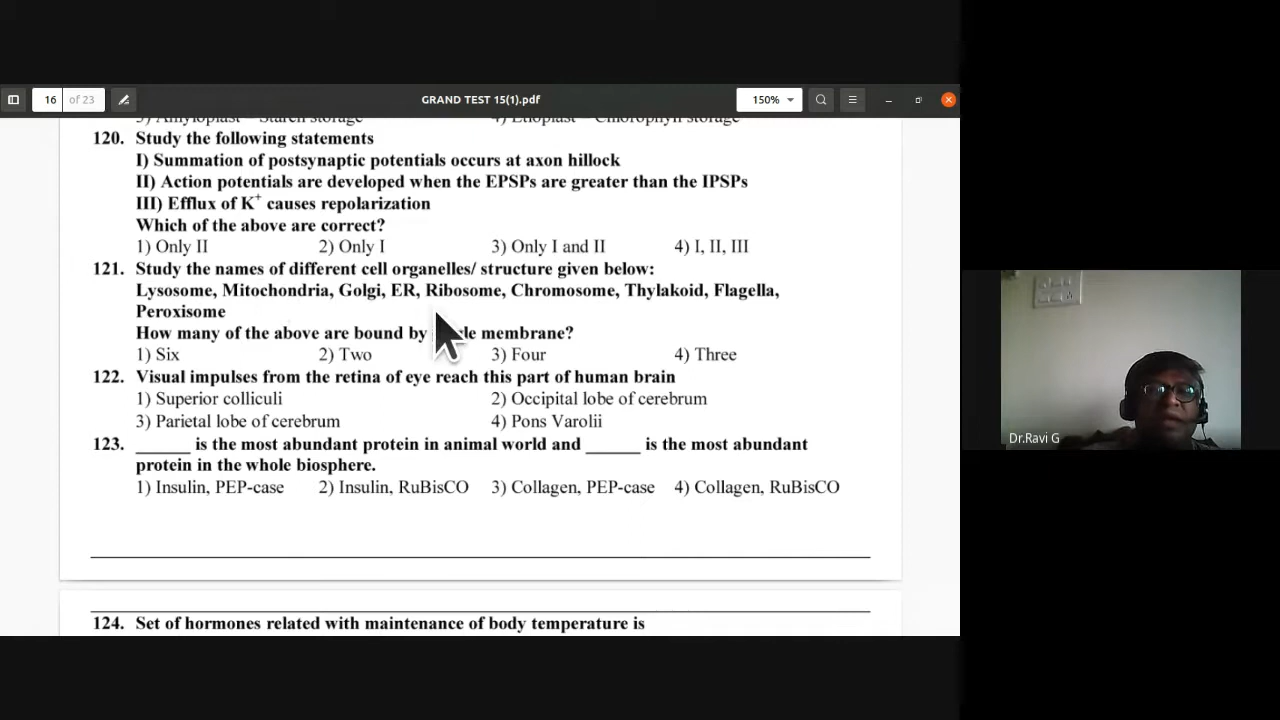 16 of 23
GRAND TEST 15(1).pdf
150%
3) Amyloplast – Starch storage 4) Etioplast – Chlorophyll storage
120. Study the following statements
I) Summation of postsynaptic potentials occurs at axon hillock
II) Action potentials are developed when the EPSPs are greater than the IPSPs
III) Efflux of K+ causes repolarization
Which of the above are correct?
1) Only II 2) Only I 3) Only I and II 4) I, II, III
121. Study the names of different cell organelles/ structure given below:
Lysosome, Mitochondria, Golgi, ER, Ribosome, Chromosome, Thylakoid, Flagella,
Peroxisome
How many of the above are bound by membrane?
1) Six 2) Two 3) Four 4) Three
122. Visual impulses from the retina of eye reach this part of human brain
1) Superior colliculi 2) Occipital lobe of cerebrum
3) Parietal lobe of cerebrum 4) Pons Varolii
123. ______ is the most abundant protein in animal world and ______ is the most abundant
protein in the whole biosphere.
1) Insulin, PEP-case 2) Insulin, RuBisCO 3) Collagen, PEP-case 4) Collagen, RuBisCO
124. Set of hormones related with maintenance of body temperature is
Dr.Ravi G